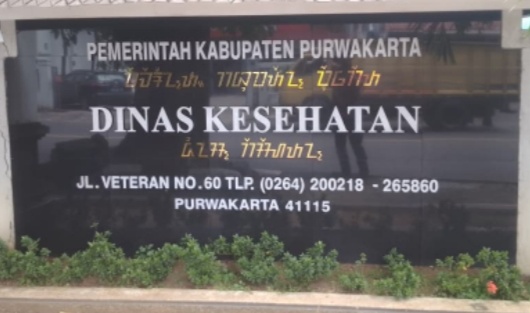 PEMERINTAH KABUPATEN PURWAKARTA
DINAS KESEHATAN
JL. VETERAN NO. 60 TLP. (0264) 200218 - 265860
PURWAKARTA 41115